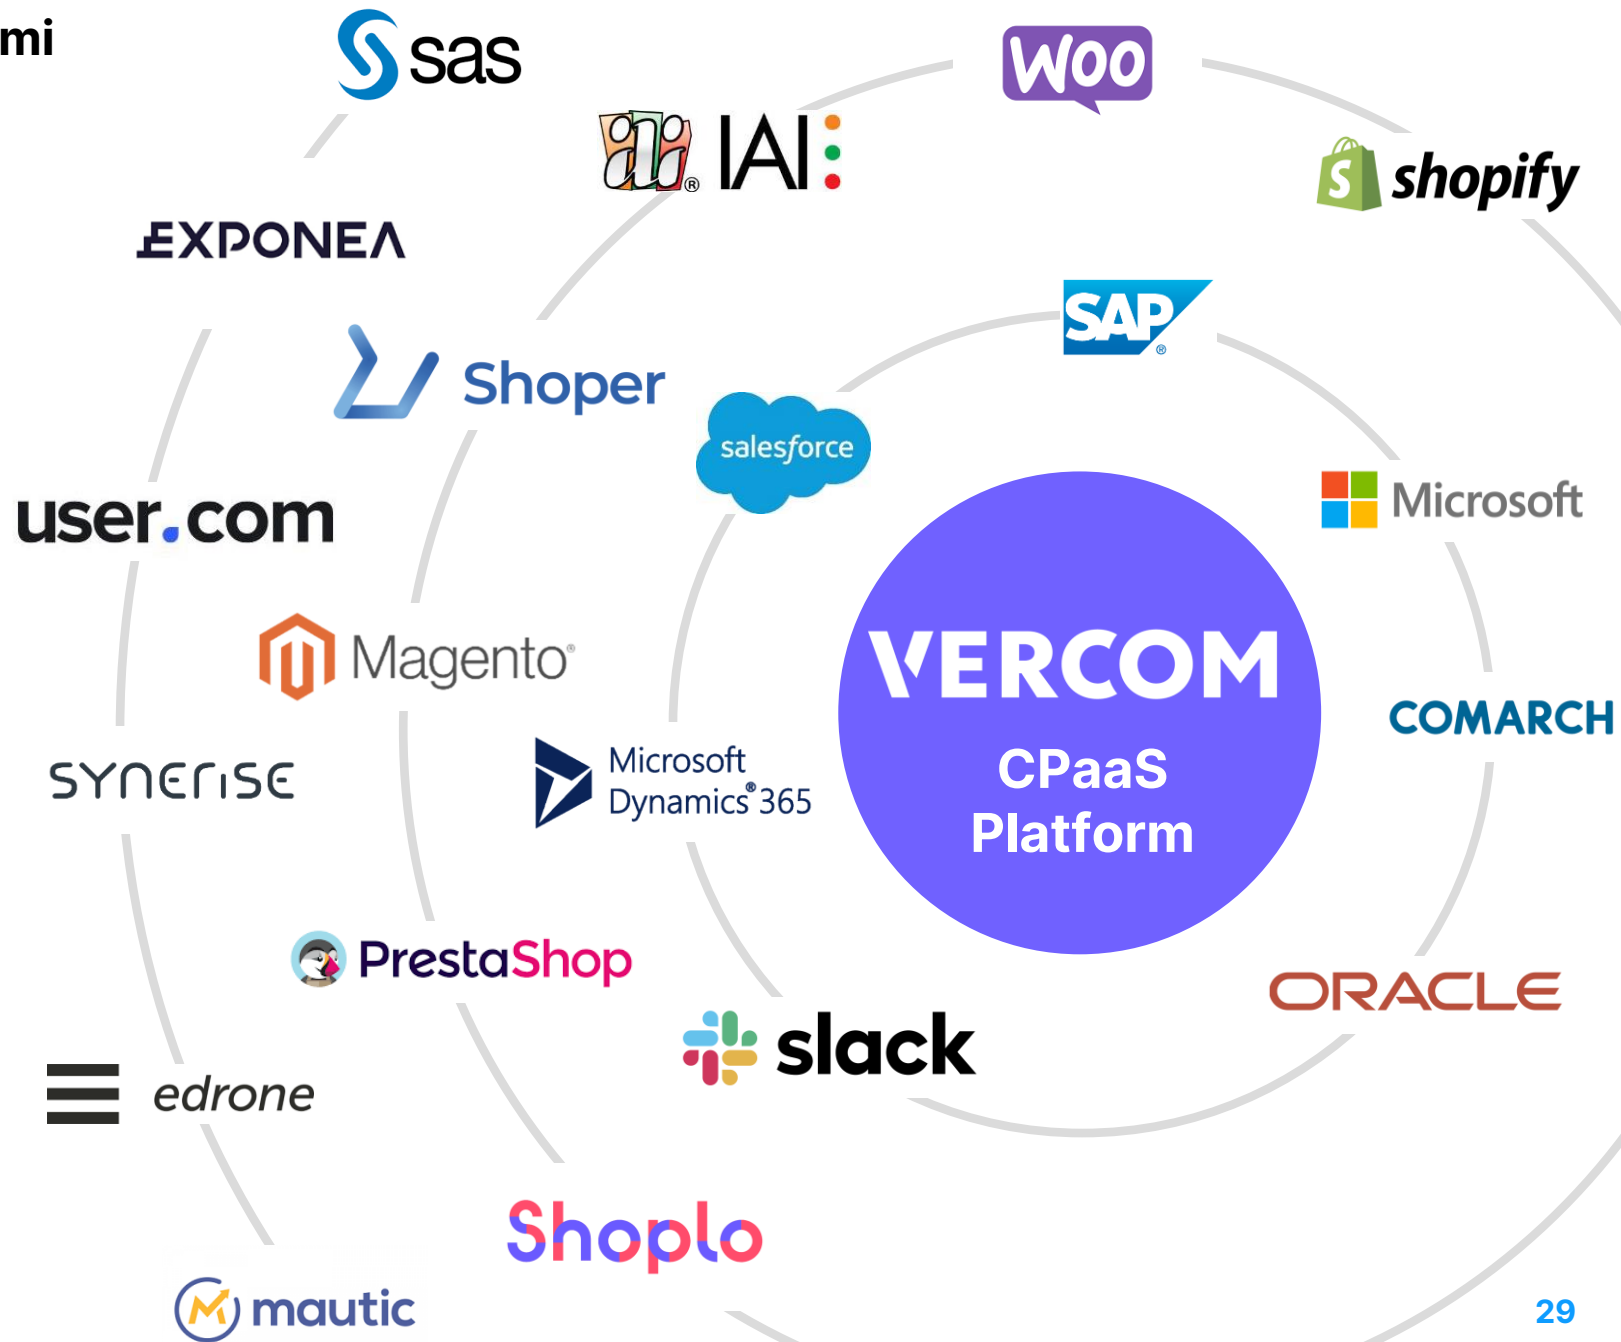 mi
sas
WOO
iai® IAI
shopify
EXPONEA
SAP®
Shoper
salesforce
Microsoft
user.com
VERCOM
CPaaS
Platform
Magento®
COMARCH
Microsoft
Dynamics® 365
SYNERISE
PrestaShop
ORACLE
slack
edrone
Shoplo
mautic
29